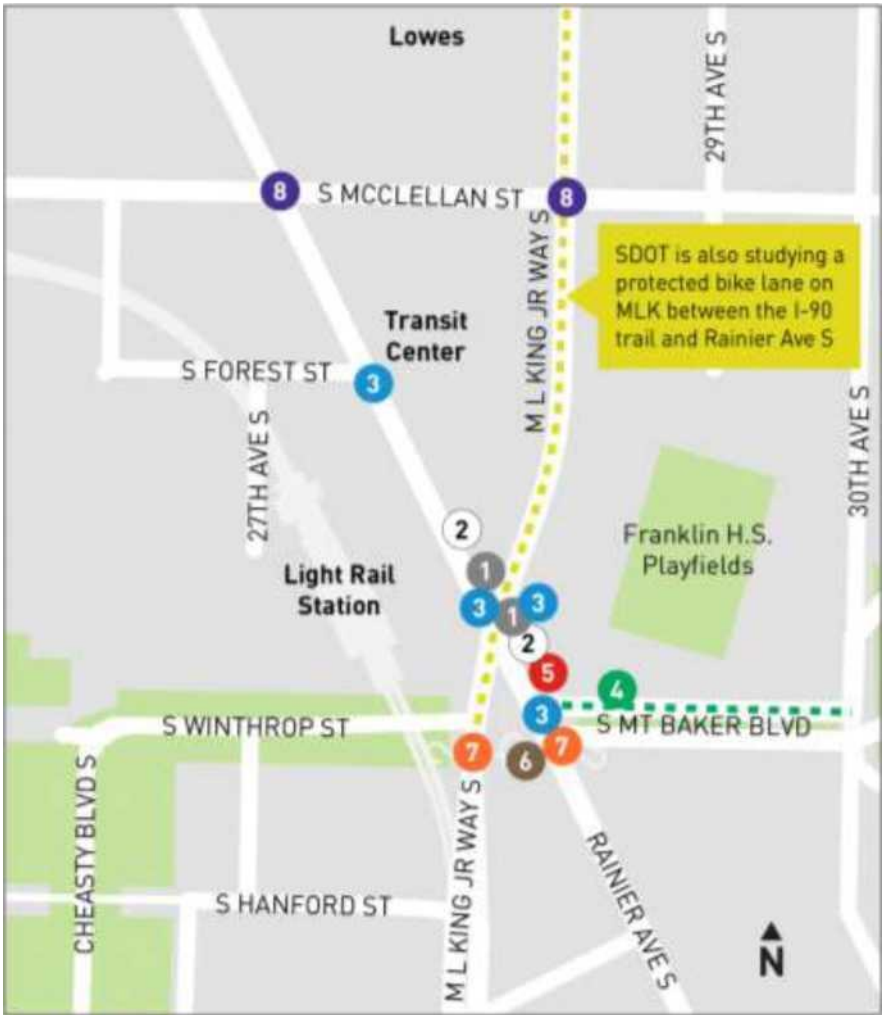 Lowes
29TH AVE S
8
S MCCLELLAN ST
8
M L KING JR WAY S
SDOT is also studying a
protected bike lane on
MLK between the I-90
trail and Rainier Ave S
Transit
Center
S FOREST ST
3
27TH AVE S
30TH AVE S
2
Franklin H.S.
Playfields
1
Light Rail
Station
3
1
3
2
5
4
3
S WINTHROP ST
S MT BAKER BLVD
7
6
7
CHEASTY BLVD S
M L KING JR WAY S
RAINIER AVE S
S HANFORD ST
N